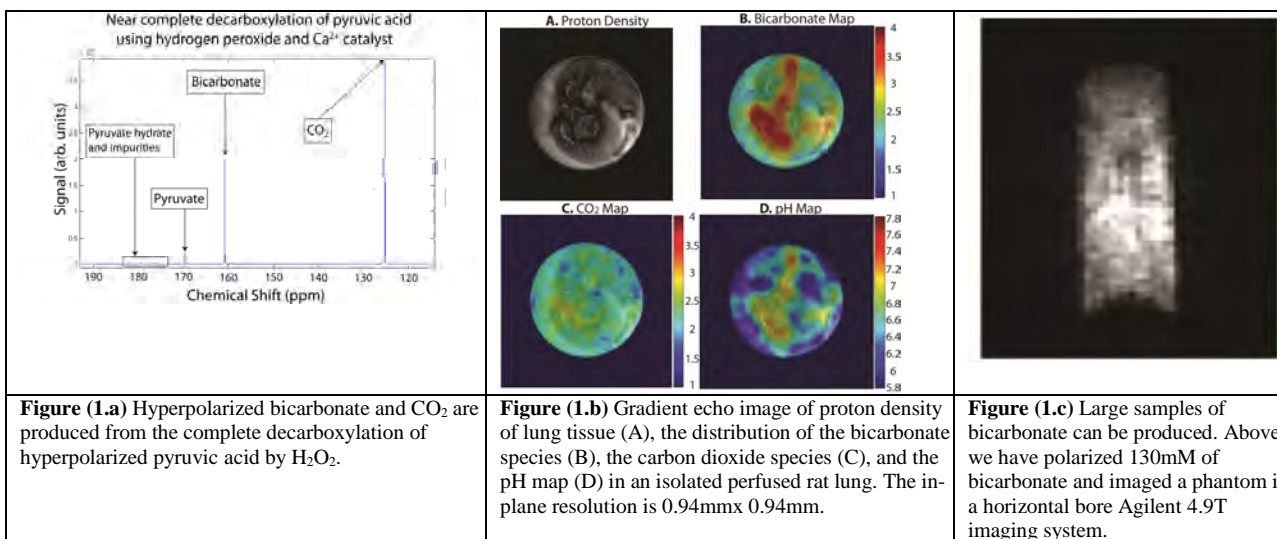 Near complete decarboxylation of pyruvic acid
using hydrogen peroxide and Ca²⁺ catalyst
Bicarbonate
CO₂
Pyruvate hydrate
and impurities
Pyruvate
Signal (arb. units)
2
1
0.5
190 180 170 160 150 140 130 120
Chemical Shift (ppm)
A. Proton Density
B. Bicarbonate Map
4
3.5
3
2.5
2
1.5
1
C. CO₂ Map
4
3.5
3
2.5
2
1.5
1
D. pH Map
7.8
7.6
7.4
7.2
7
6.8
6.6
6.4
6.2
6
5.8
Figure (1.a) Hyperpolarized bicarbonate and CO₂ are
produced from the complete decarboxylation of
hyperpolarized pyruvic acid by H₂O₂.
Figure (1.b) Gradient echo image of proton density
of lung tissue (A), the distribution of the bicarbonate
species (B), the carbon dioxide species (C), and the
pH map (D) in an isolated perfused rat lung. The in-
plane resolution is 0.94mmx 0.94mm.
Figure (1.c) Large samples of
bicarbonate can be produced. Above
we have polarized 130mM of
bicarbonate and imaged a phantom i
a horizontal bore Agilent 4.9T
imaging system.